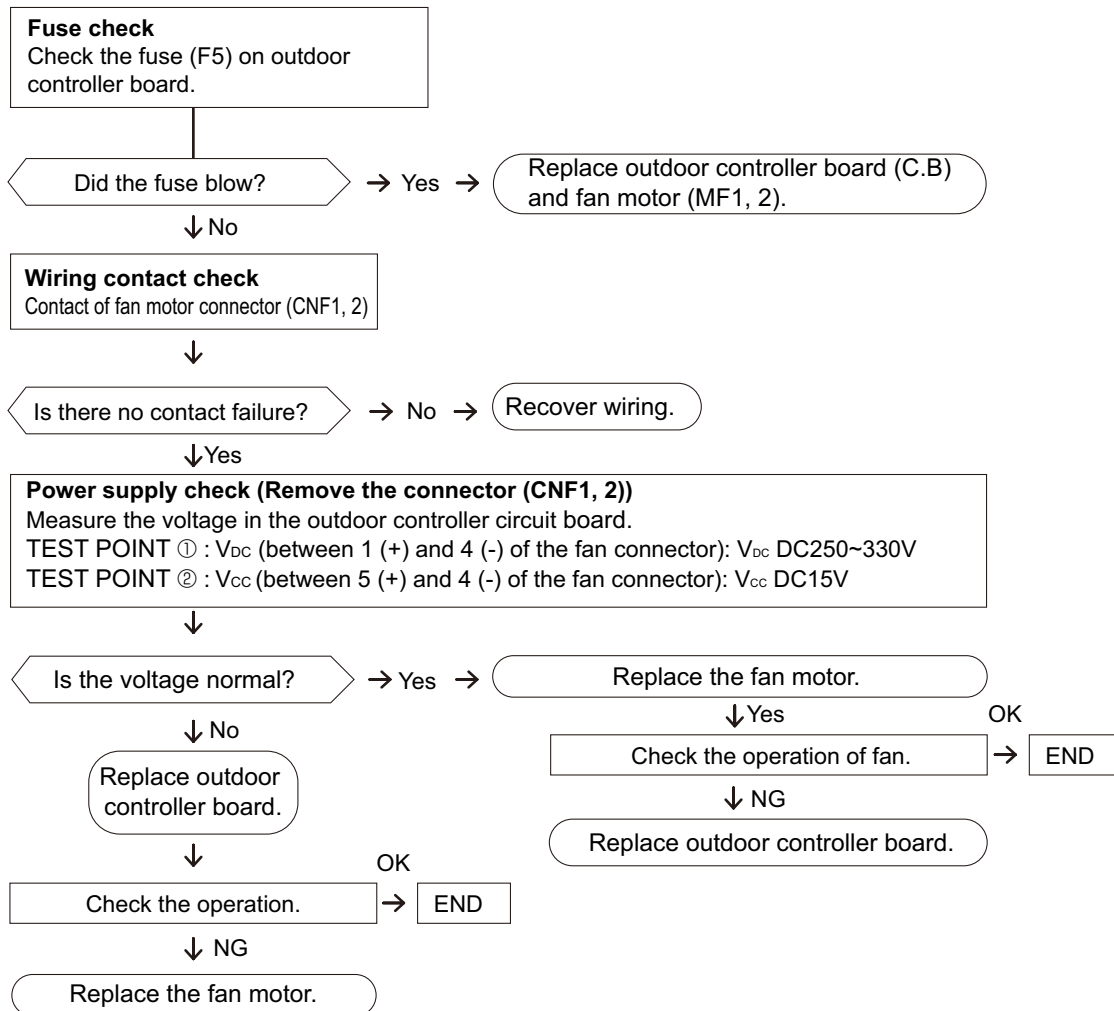 Fuse check
Check the fuse (F5) on outdoor
controller board.
Did the fuse blow?
Yes
Replace outdoor controller board (C.B)
and fan motor (MF1, 2).
No
Wiring contact check
Contact of fan motor connector (CNF1, 2)
Is there no contact failure?
No
Recover wiring.
Yes
Power supply check (Remove the connector (CNF1, 2))
Measure the voltage in the outdoor controller circuit board.
TEST POINT ① : VDC (between 1 (+) and 4 (-) of the fan connector): VDC DC250~330V
TEST POINT ② : VCC (between 5 (+) and 4 (-) of the fan connector): VCC DC15V
Is the voltage normal?
Yes
Replace the fan motor.
Yes
OK
Check the operation of fan.
END
NG
Replace outdoor controller board.
No
Replace outdoor
controller board.
OK
Check the operation.
END
NG
Replace the fan motor.